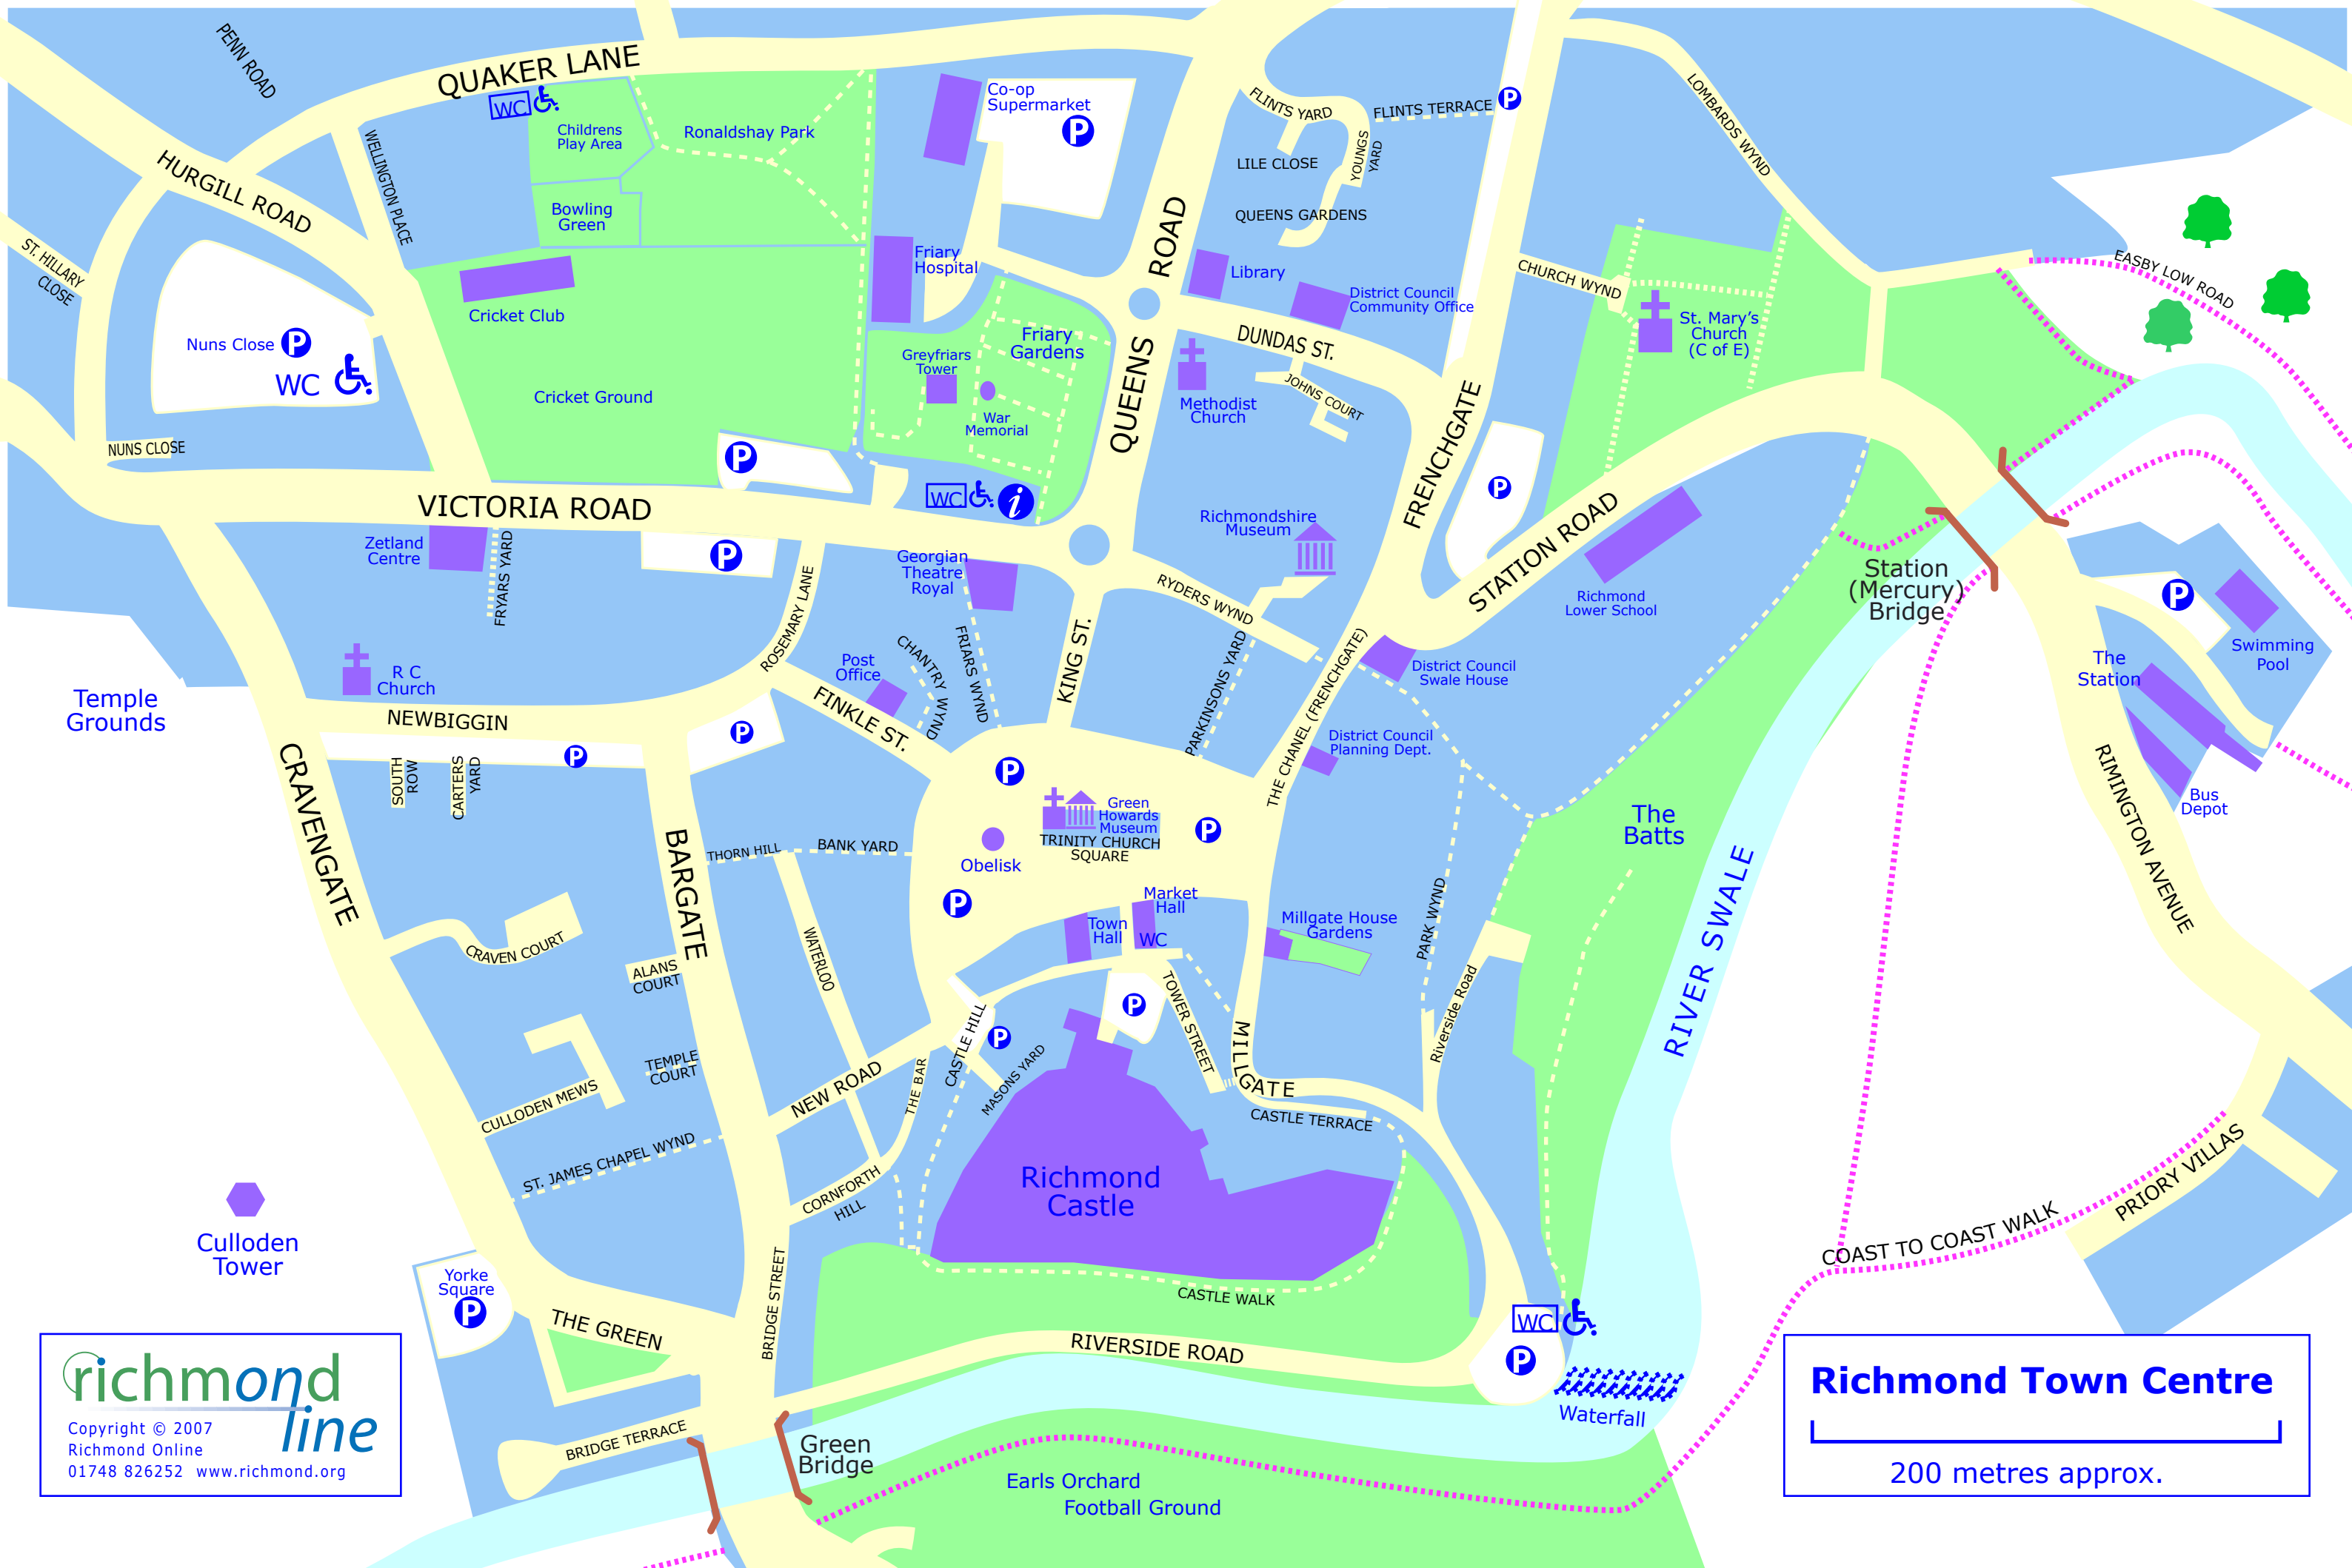 PENN ROAD
QUAKER LANE
WC
Childrens
Play Area
Ronaldshay Park
Bowling
Green
Co-op
Supermarket
P
FLINTS YARD
FLINTS TERRACE
P
YOUNGS
YARD
LILE CLOSE
QUEENS GARDENS
LOMBARDS WYND
HURGILL ROAD
WELLINGTON PLACE
ST. HILLARY
CLOSE
Nuns Close
P
WC
NUNS CLOSE
Cricket Club
Cricket Ground
Friary
Hospital
Greyfriars
Tower
Friary
Gardens
War
Memorial
QUEENS ROAD
Library
District Council
Community Office
DUNDAS ST.
JOHNS COURT
Methodist
Church
CHURCH WYND
St. Mary's
Church
(C of E)
EASBY LOW ROAD
FRENCHGATE
P
P
VICTORIA ROAD
WC
i
P
Zetland
Centre
FRYARS YARD
ROSEMARY LANE
Georgian
Theatre
Royal
Richmondshire
Museum
RYDERS WYND
STATION ROAD
Richmond
Lower School
Station
(Mercury)
Bridge
P
Swimming
Pool
The
Station
Bus
Depot
RIMINGTON AVENUE
Temple
Grounds
R C
Church
NEWBIGGIN
P
P
SOUTH
ROW
CARTERS
YARD
Post
Office
CHANTRY WYND
FRIARS WYND
FINKLE ST.
KING ST.
PARKINSONS YARD
THE CHANEL (FRENCHGATE)
District Council
Swale House
District Council
Planning Dept.
The
Batts
CRAVENGATE
BARGATE
THORN HILL
BANK YARD
P
Green
Howards
Museum
TRINITY CHURCH
SQUARE
P
Obelisk
P
Market
Hall
Town
Hall
WC
Millgate House
Gardens
PARK WYND
RIVER SWALE
CRAVEN COURT
ALANS
COURT
WATERLOO
TOWER STREET
P
P
CASTLE HILL
MASONS YARD
MILLGATE
Riverside Road
TEMPLE
COURT
CULLODEN MEWS
NEW ROAD
THE BAR
CASTLE TERRACE
ST. JAMES CHAPEL WYND
CORNFORTH
HILL
Richmond
Castle
Culloden
Tower
Yorke
Square
P
BRIDGE STREET
CASTLE WALK
COAST TO COAST WALK
PRIORY VILLAS
THE GREEN
RIVERSIDE ROAD
WC
P
Waterfall
BRIDGE TERRACE
Green
Bridge
Earls Orchard
Football Ground
richmond
line
Copyright © 2007
Richmond Online
01748 826252 www.richmond.org
Richmond Town Centre
200 metres approx.